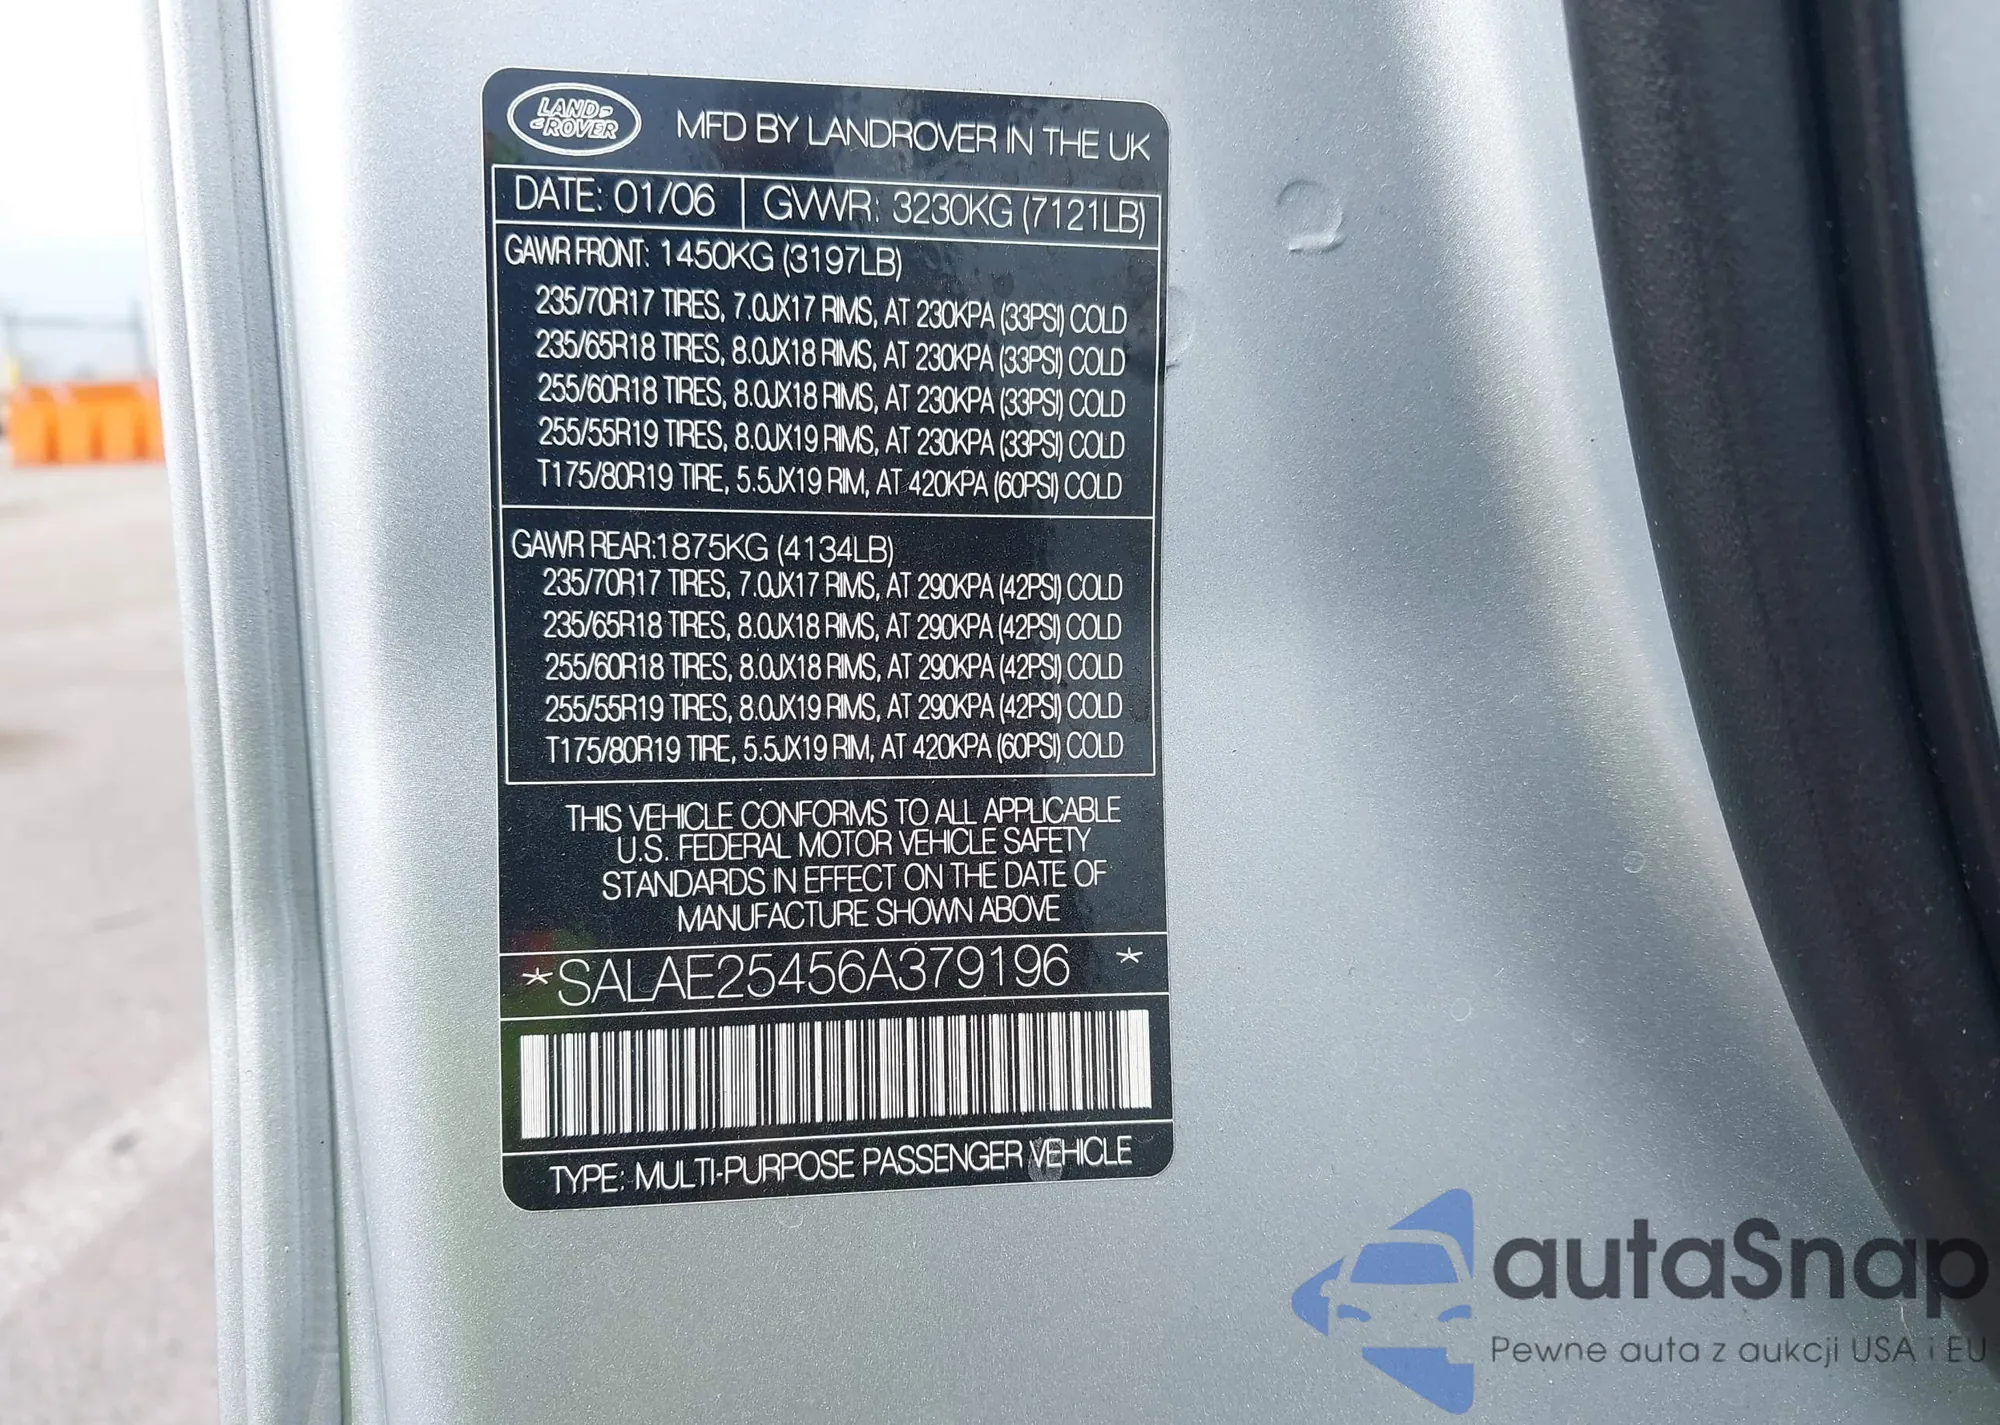 LAND
ROVER
MFD BY LANDROVER IN THE UK
DATE: 01/06 GVWR: 3230KG (7121LB)
GAWR FRONT: 1450KG (3197LB)
235/70R17 TIRES, 7.0JX17 RIMS, AT 230KPA (33PSI) COLD
235/65R18 TIRES, 8.0JX18 RIMS, AT 230KPA (33PSI) COLD
255/60R18 TIRES, 8.0JX18 RIMS, AT 230KPA (33PSI) COLD
255/55R19 TIRES, 8.0JX19 RIMS, AT 230KPA (33PSI) COLD
T175/80R19 TIRE, 5.5JX19 RIM, AT 420KPA (60PSI) COLD
GAWR REAR:1875KG (4134LB)
235/70R17 TIRES, 7.0JX17 RIMS, AT 290KPA (42PSI) COLD
235/65R18 TIRES, 8.0JX18 RIMS, AT 290KPA (42PSI) COLD
255/60R18 TIRES, 8.0JX18 RIMS, AT 290KPA (42PSI) COLD
255/55R19 TIRES, 8.0JX19 RIMS, AT 290KPA (42PSI) COLD
T175/80R19 TIRE, 5.5JX19 RIM, AT 420KPA (60PSI) COLD
THIS VEHICLE CONFORMS TO ALL APPLICABLE
U.S. FEDERAL MOTOR VEHICLE SAFETY
STANDARDS IN EFFECT ON THE DATE OF
MANUFACTURE SHOWN ABOVE
*SALAE25456A379196 *
TYPE: MULTI-PURPOSE PASSENGER VEHICLE
autaSnap
Pewne auta z aukcji USA i EU